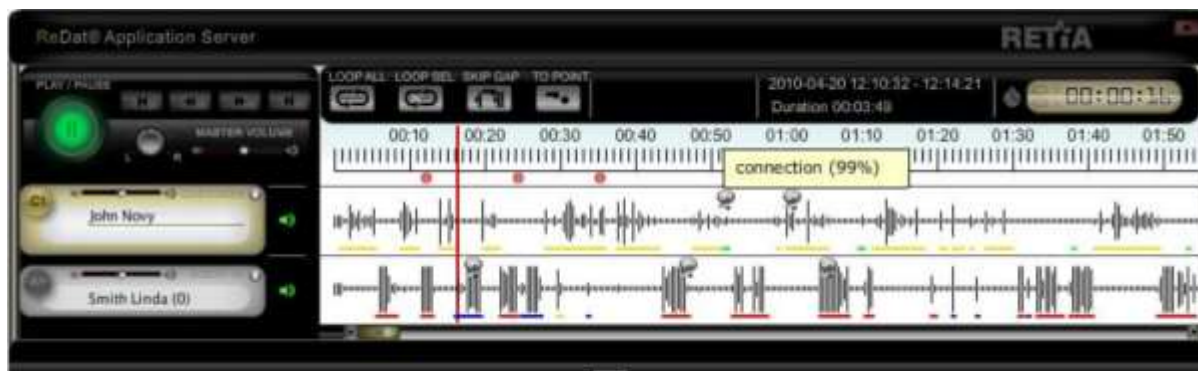 ReDat® Application Server
RETIA
PLAY / PAUSE
LOOP ALL LOOP SEL SKIP GAP TO POINT
2010-04-20 12:10:32 - 12:14:21
Duration 00:03:49
00:00:16
L R
MASTER VOLUME
00:10 00:20 00:30 00:40 00:50 01:00 01:10 01:20 01:30 01:40 01:50
connection (99%)
John Novy
Smith Linda (0)